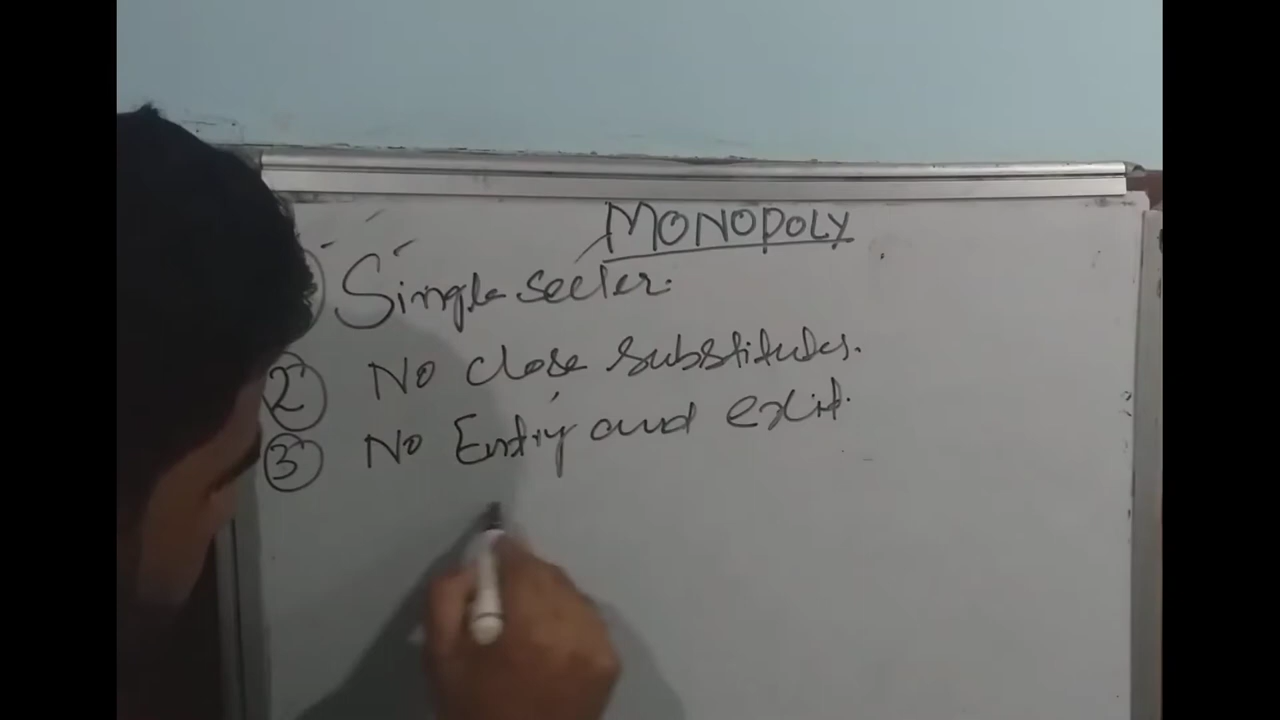 MONOPOLY
Single seller.
② No close substitutes.
③ No Entry and exit.